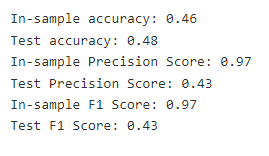 In-sample accuracy: 0.46
Test accuracy: 0.48
In-sample Precision Score: 0.97
Test Precision Score: 0.43
In-sample F1 Score: 0.97
Test F1 Score: 0.43